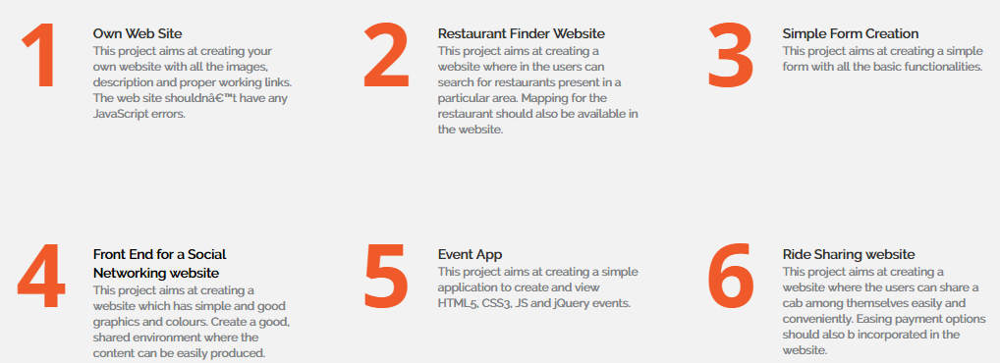 1
Own Web Site
This project aims at creating your
own website with all the images,
description and proper working links.
The web site shouldnâ€™t have any
JavaScript errors.
2
Restaurant Finder Website
This project aims at creating a
website where in the users can
search for restaurants present in a
particular area. Mapping for the
restaurant should also be available in
the website.
3
Simple Form Creation
This project aims at creating a simple
form with all the basic functionalities.
4
Front End for a Social
Networking website
This project aims at creating a
website which has simple and good
graphics and colours. Create a good,
shared environment where the
content can be easily produced.
5
Event App
This project aims at creating a simple
application to create and view
HTML5, CSS3, JS and jQuery events.
6
Ride Sharing website
This project aims at creating a
website where the users can share a
cab among themselves easily and
conveniently. Easing payment options
should also b incorporated in the
website.